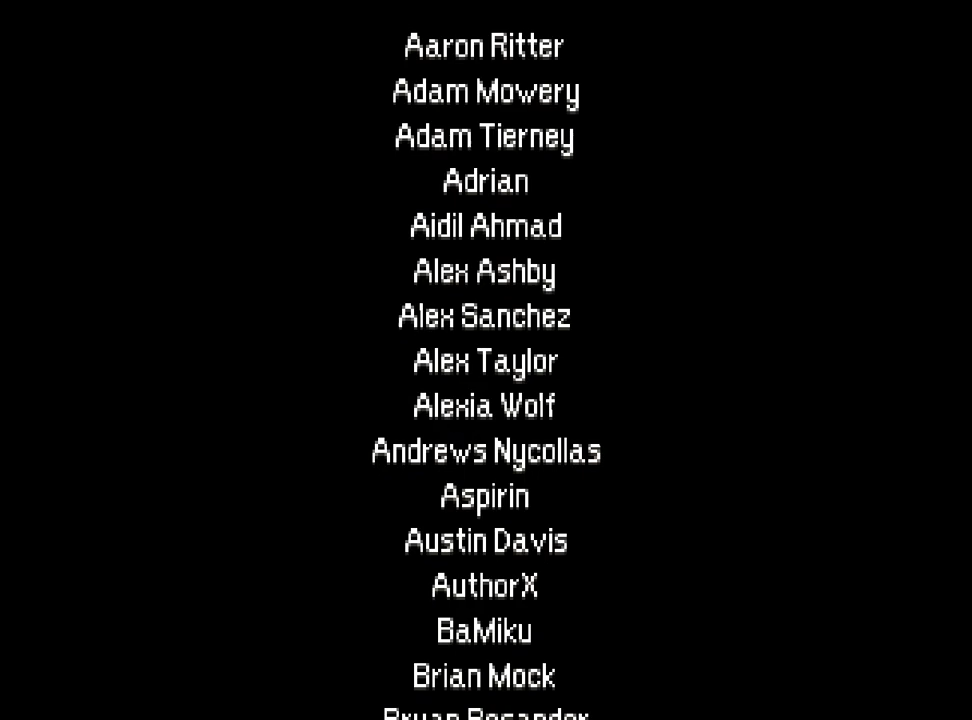 Aaron Ritter
Adam Mowery
Adam Tierney
Adrian
Aidil Ahmad
Alex Ashby
Alex Sanchez
Alex Taylor
Alexia Wolf
Andrews Nycollas
Aspirin
Austin Davis
AuthorX
BaMiku
Brian Mock
Bryan